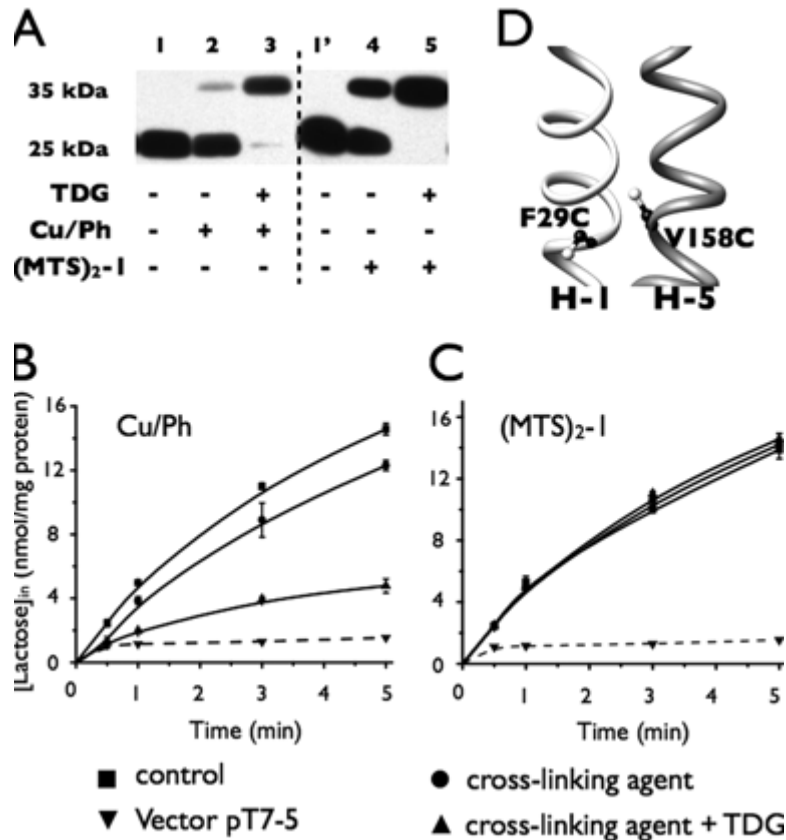 A
1 2 3 1' 4 5
35 kDa
25 kDa
TDG - - + - - +
Cu/Ph - + + - - -
(MTS)₂-1 - - - - + +
D
F29C
V158C
H-1 H-5
B
Cu/Ph
[Lactose]in (nmol/mg protein)
16
12
8
4
0
0 1 2 3 4 5
Time (min)
C
(MTS)₂-1
16
12
8
4
0
0 1 2 3 4 5
Time (min)
■ control
▼ Vector pT7-5
● cross-linking agent
▲ cross-linking agent + TDG